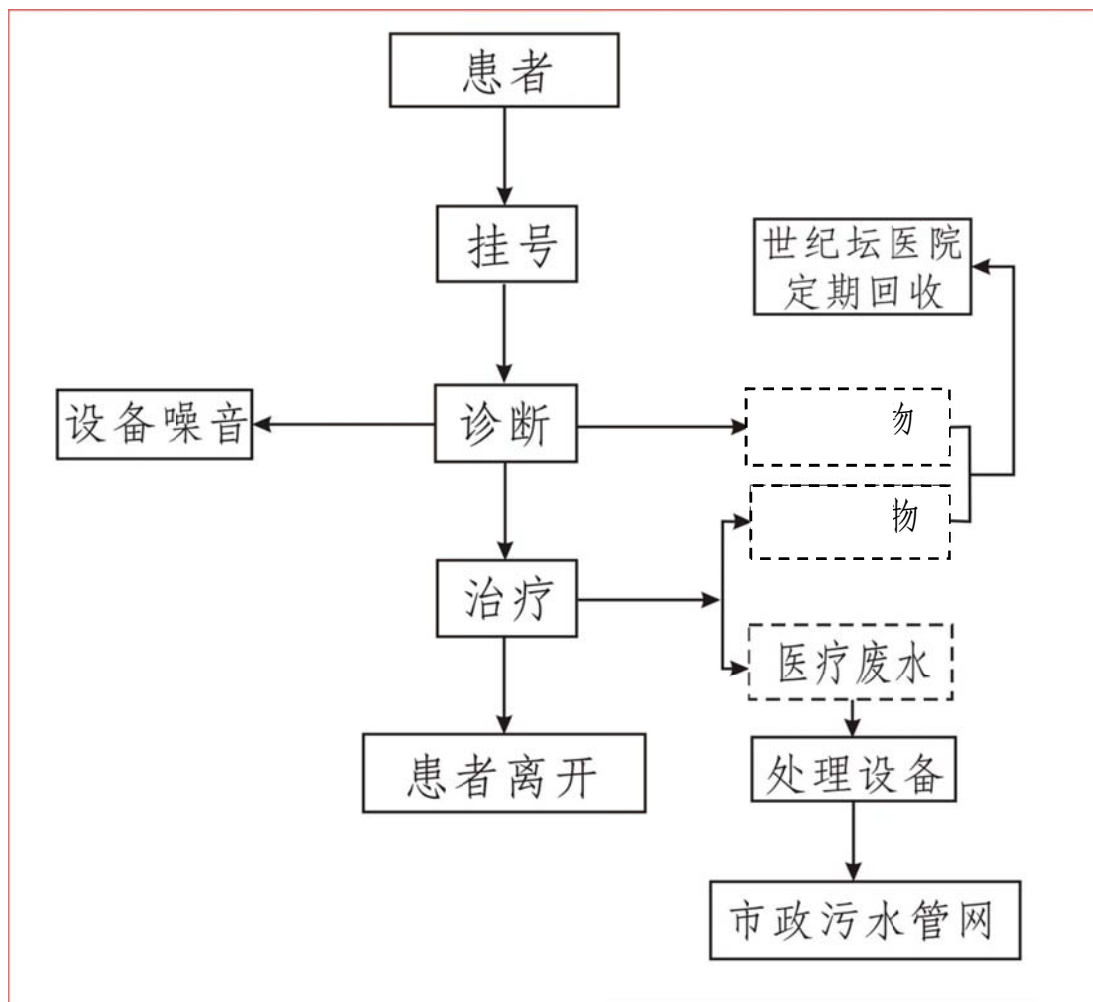 患者
挂号
世纪坛医院
定期回收
设备噪音
诊断
物
治疗
医疗废水
患者离开
处理设备
市政污水管网